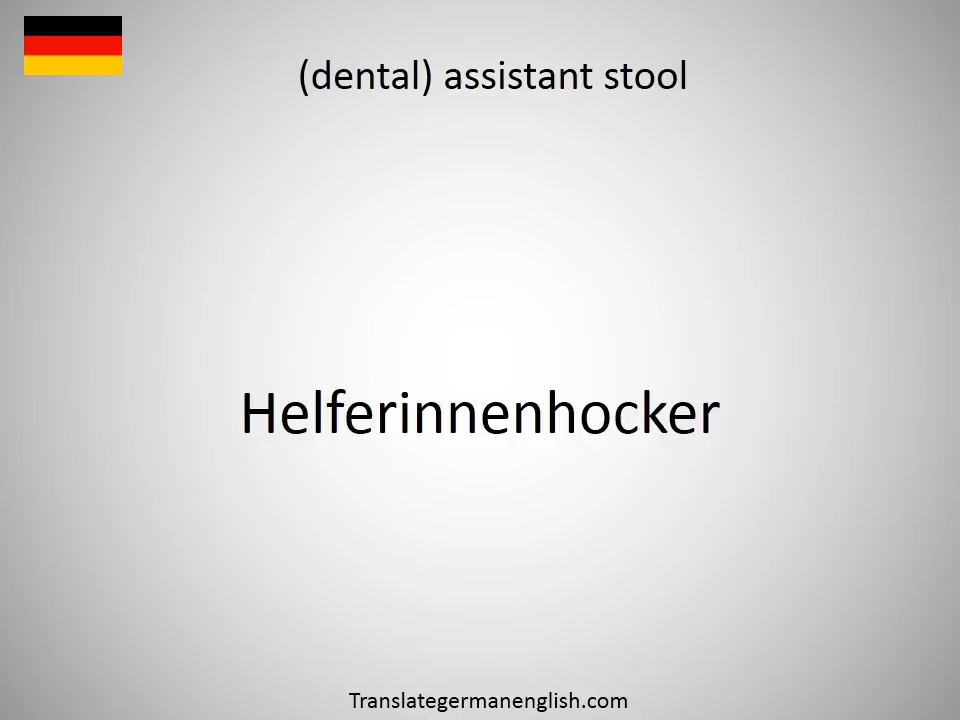 (dental) assistant stool
Helferinnenhocker
Translategermanenglish.com